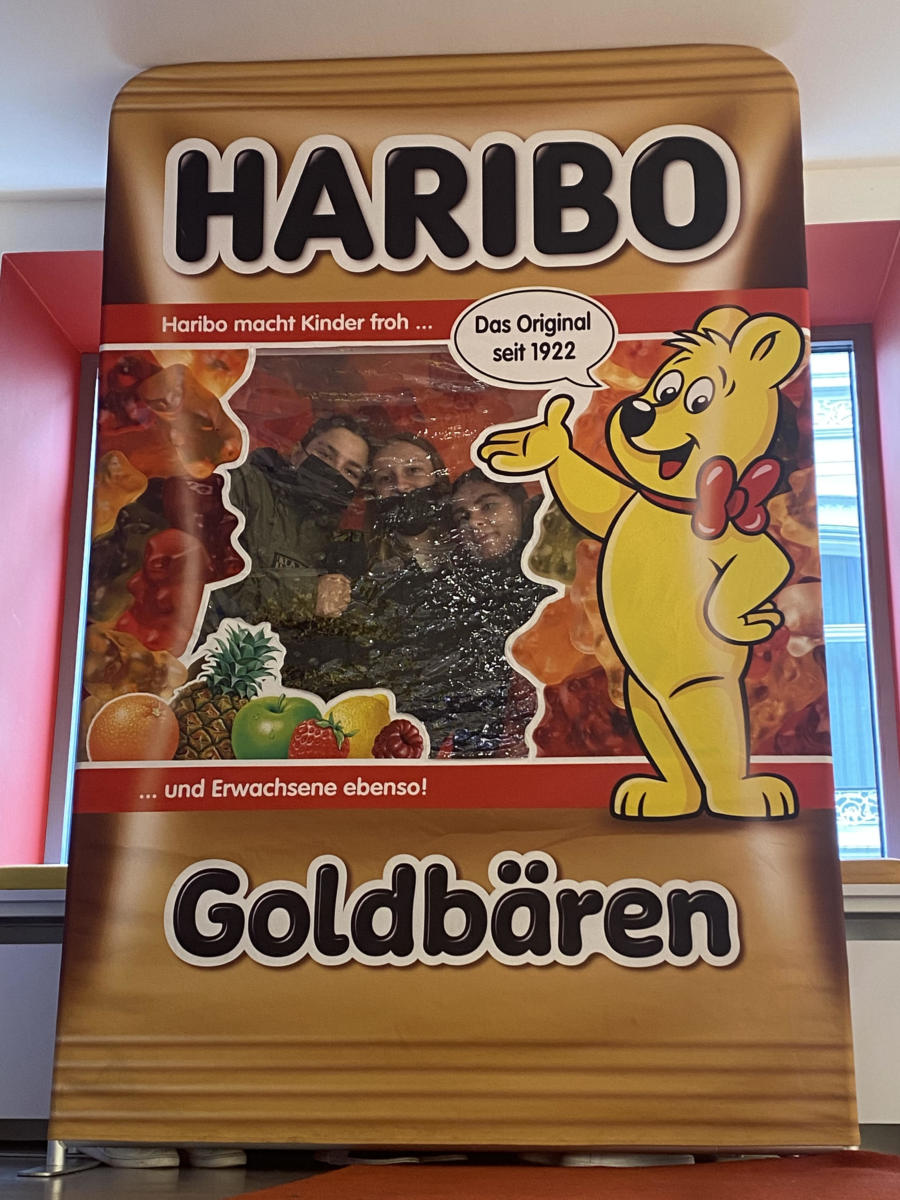 HARIBO
Haribo macht Kinder froh ...
Das Original
seit 1922
... und Erwachsene ebenso!
Goldbären